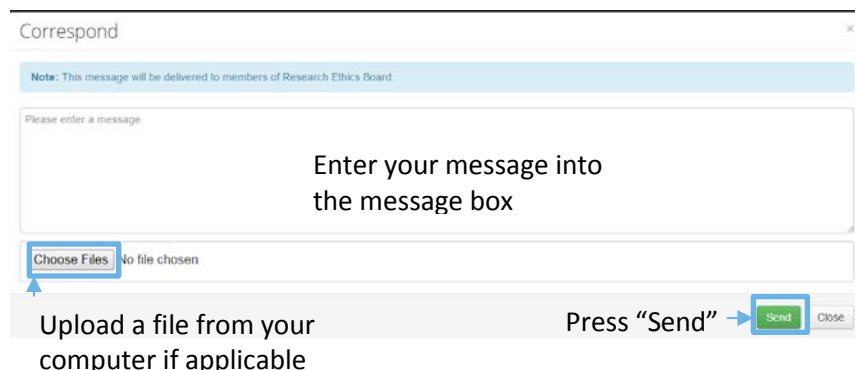 Correspond
×
Note: This message will be delivered to members of Research Ethics Board.
Please enter a message
Enter your message into
the message box
Choose Files No file chosen
Upload a file from your
computer if applicable
Press “Send”
Send Close